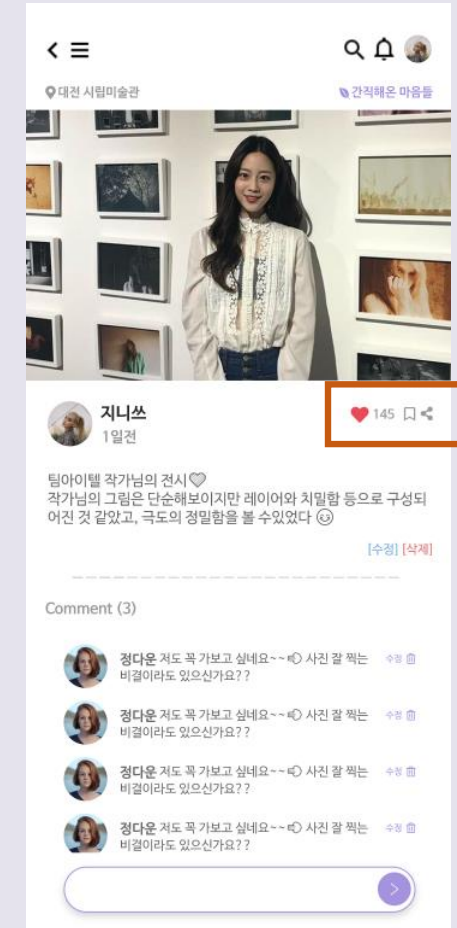 대전 시립미술관
간직해온 마음들
지니쓰
145
1일전
팀아이텔 작가님의 전시
작가님의 그림은 단순해보이지만 레이어와 치밀함 등으로 구성되
어진 것 같았고, 극도의 정밀함을 볼 수있었다
[수정] [삭제]
Comment (3)
정다운 저도 꼭 가보고 싶네요~~ 사진 잘 찍는 수정
비결이라도 있으신가요??
정다운 저도 꼭 가보고 싶네요~~ 사진 잘 찍는 수정
비결이라도 있으신가요??
정다운 저도 꼭 가보고 싶네요~~ 사진 잘 찍는 수정
비결이라도 있으신가요??
정다운 저도 꼭 가보고 싶네요~~ 사진 잘 찍는 수정
비결이라도 있으신가요??